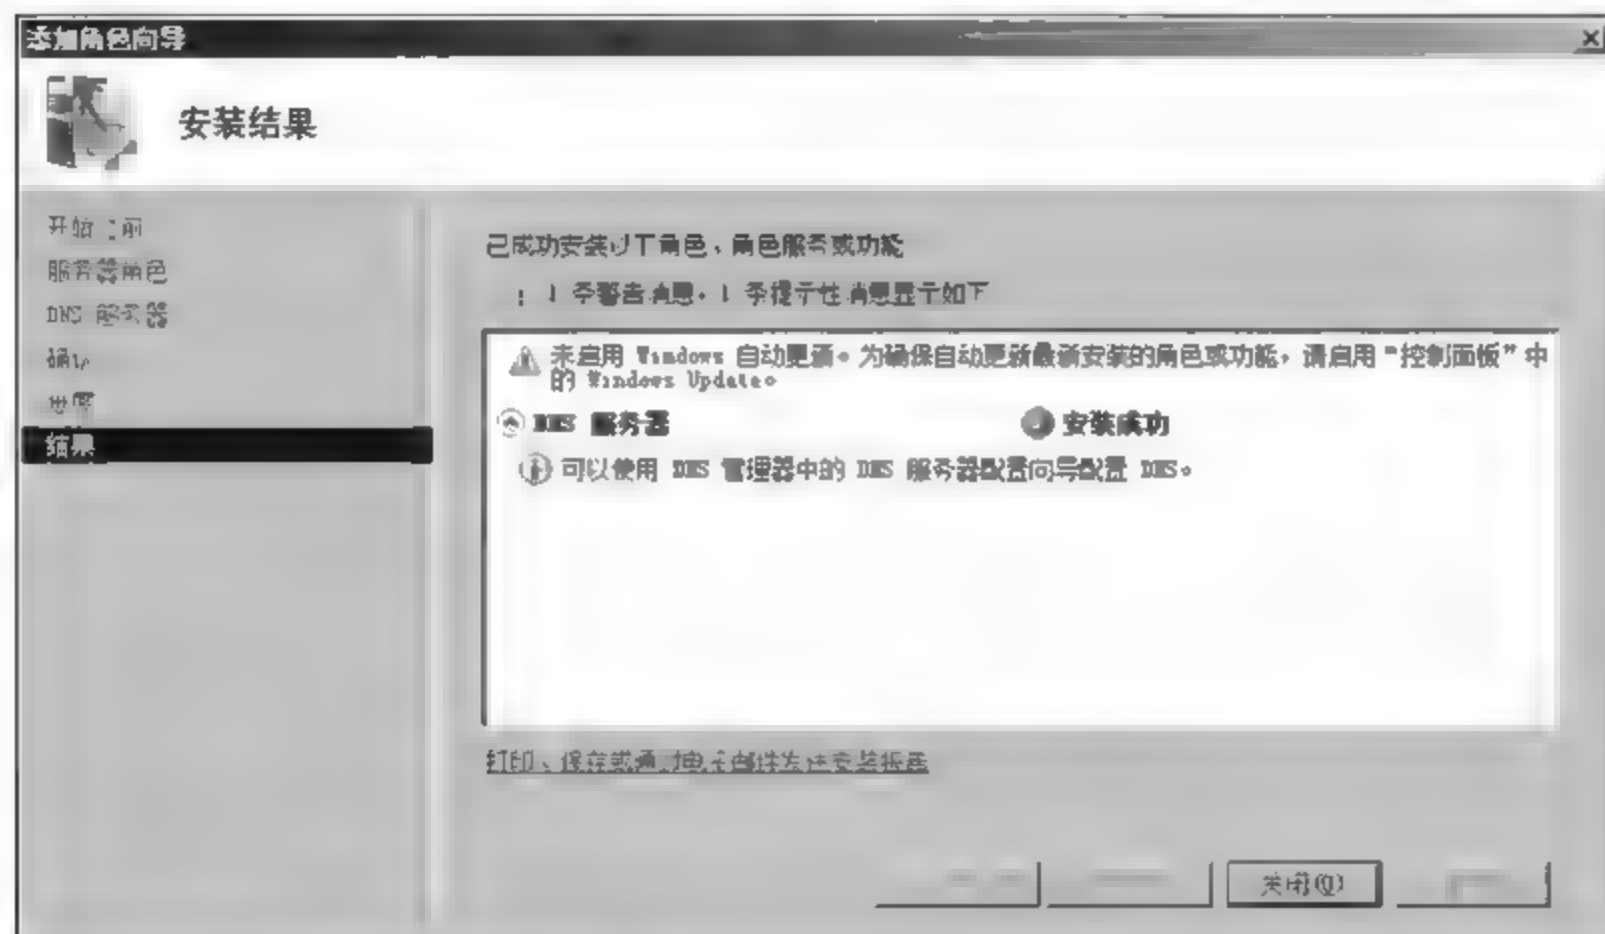 添加角色向导
安装结果
开始之前
服务器角色
DNS 服务器
确认
进度
结果
已成功安装以下角色、角色服务或功能
1 条警告消息，1 条提示性消息显示如下
未启用 Windows 自动更新。为确保自动更新最新安装的角色或功能，请启用“控制面板”中
的 Windows Update。
DNS 服务器 安装成功
可以使用 DNS 管理器中的 DNS 服务器配置向导配置 DNS。
打印、保存或通过电子邮件发送安装报告
关闭(O)